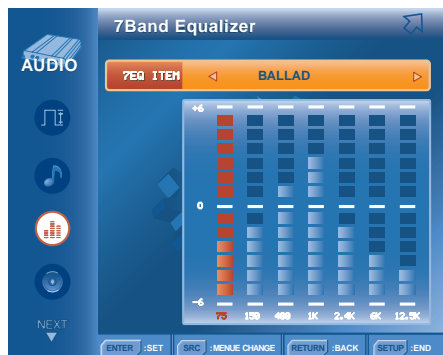 7Band Equalizer
AUDIO
7EQ ITEM BALLAD
+6
0
-6
75 150 400 1K 2.4K 6K 12.5K
NEXT
ENTER :SET SRC :MENUE CHANGE RETURN :BACK SETUP :END